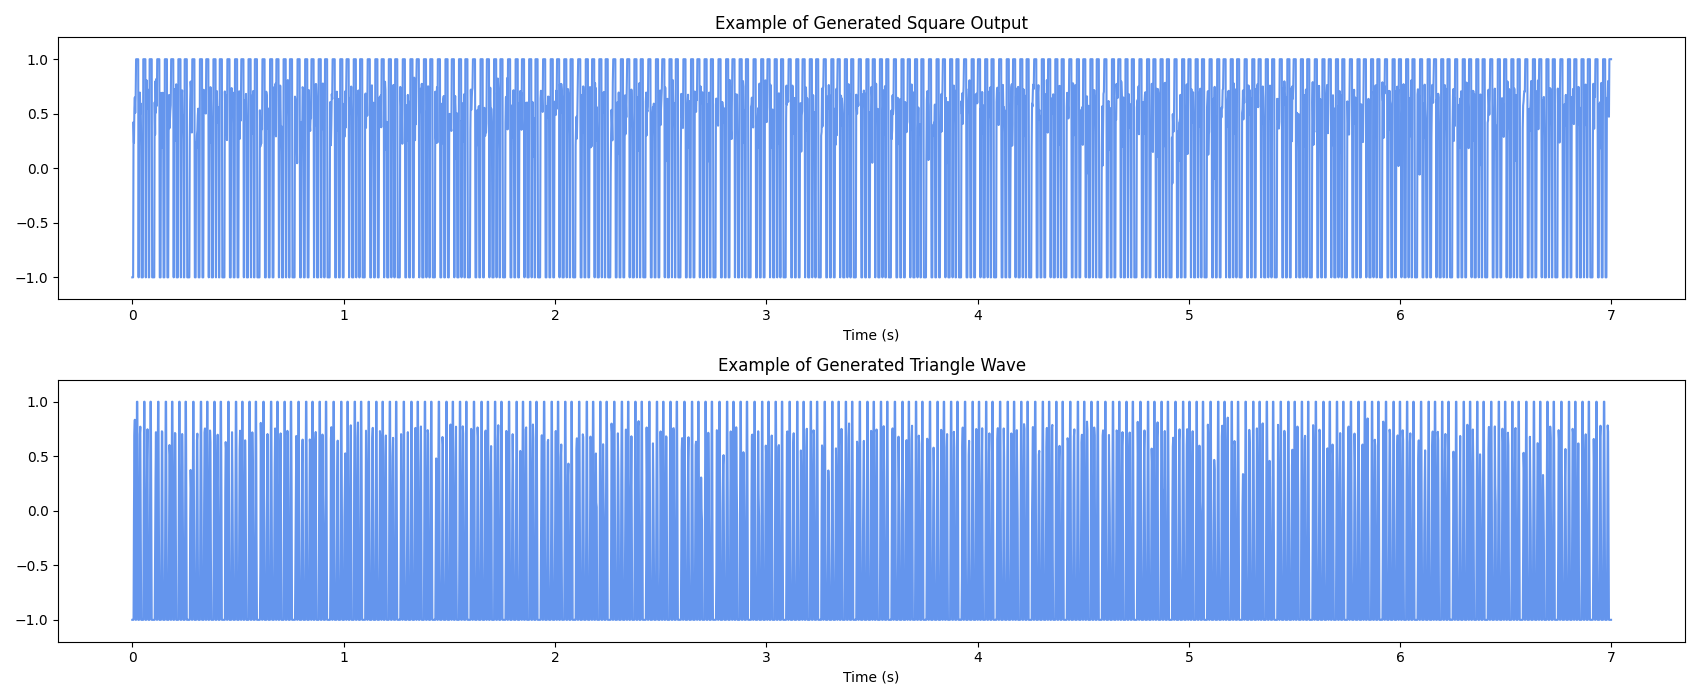 Example of Generated Square Output
1.0
0.5
0.0
−0.5
−1.0
0 1 2 3 4 5 6 7
Time (s)
Example of Generated Triangle Wave
1.0
0.5
0.0
−0.5
−1.0
0 1 2 3 4 5 6 7
Time (s)